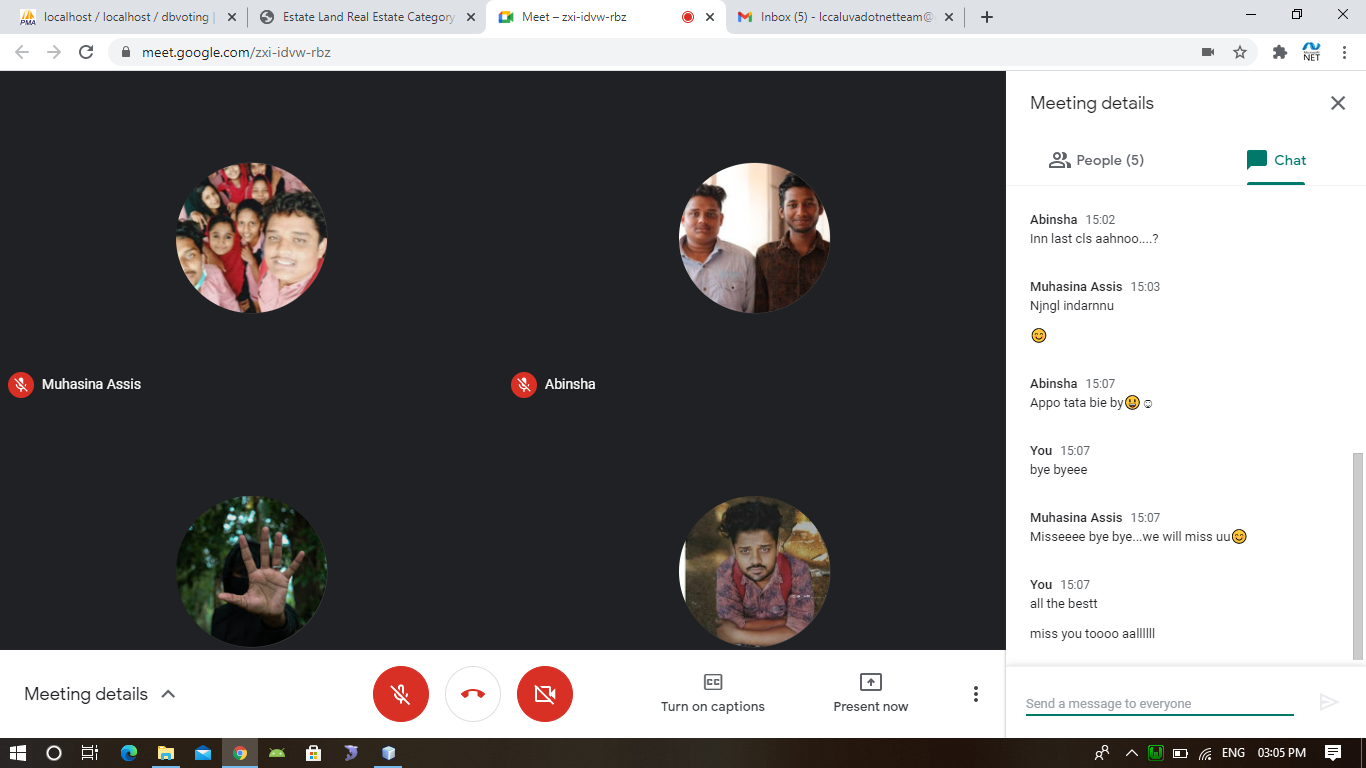 PMA
localhost / localhost / dbvoting |
Estate Land Real Estate Category
Meet – zxi-idvw-rbz
Inbox (5) - lccaluvadotnetteam@
meet.google.com/zxi-idvw-rbz
NET
Meeting details
People (5)
Chat
Abinsha 15:02
Inn last cls aahnoo....?
Muhasina Assis 15:03
Njngl indarnnu
😊
Abinsha 15:07
Appo tata bie by😃☺
You 15:07
bye byeee
Muhasina Assis 15:07
Misseeee bye bye...we will miss uu😊
You 15:07
all the bestt
miss you toooo aallllll
Send a message to everyone
Muhasina Assis
Abinsha
Meeting details
CC
Turn on captions
Present now
ENG
03:05 PM